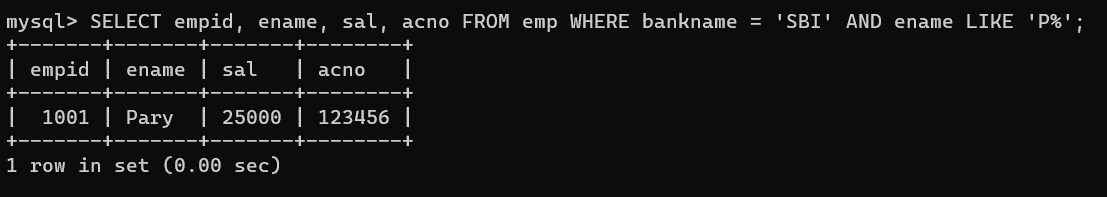 mysql> SELECT empid, ename, sal, acno FROM emp WHERE bankname = 'SBI' AND ename LIKE 'P%';
+-------+-------+-------+--------+
| empid | ename | sal   | acno   |
+-------+-------+-------+--------+
|  1001 | Pary  | 25000 | 123456 |
+-------+-------+-------+--------+
1 row in set (0.00 sec)